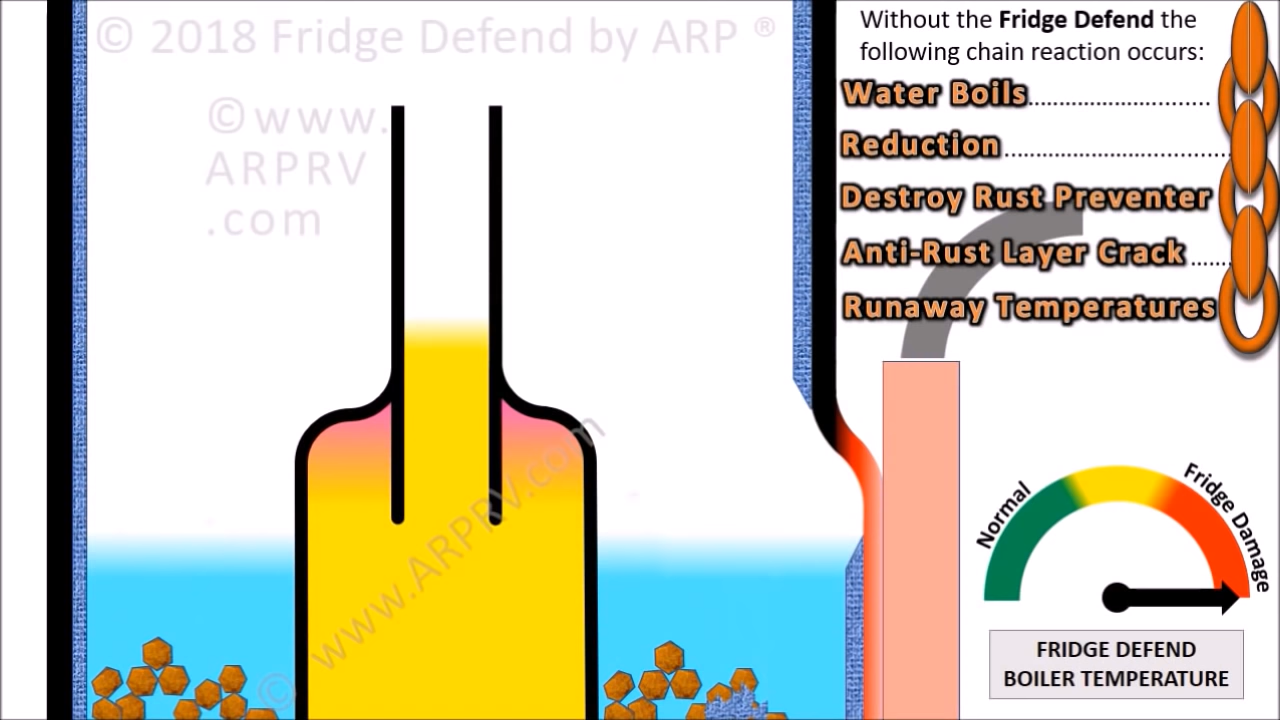 © 2018 Fridge Defend by ARP ®
©www.
ARPRV
.com
© www.ARPRV.com
Without the Fridge Defend the
following chain reaction occurs:
Water Boils..............................
Reduction......................................
Destroy Rust Preventer
Anti-Rust Layer Crack ......
Runaway Temperatures
Normal
Fridge Damage
FRIDGE DEFEND
BOILER TEMPERATURE